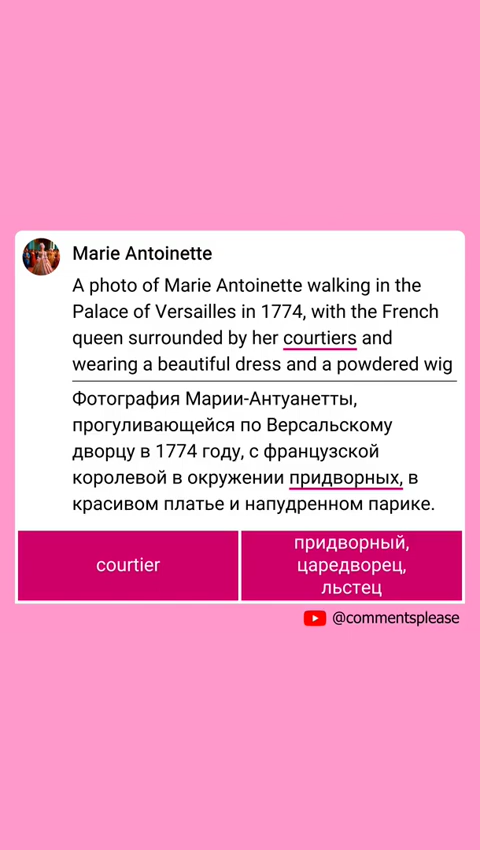 Marie Antoinette
A photo of Marie Antoinette walking in the
Palace of Versailles in 1774, with the French
queen surrounded by her courtiers and
wearing a beautiful dress and a powdered wig
Фотография Марии-Антуанетты,
прогуливающейся по Версальскому
дворцу в 1774 году, с французской
королевой в окружении придворных, в
красивом платье и напудренном парике.
courtier
придворный,
царедворец,
льстец
@commentsplease